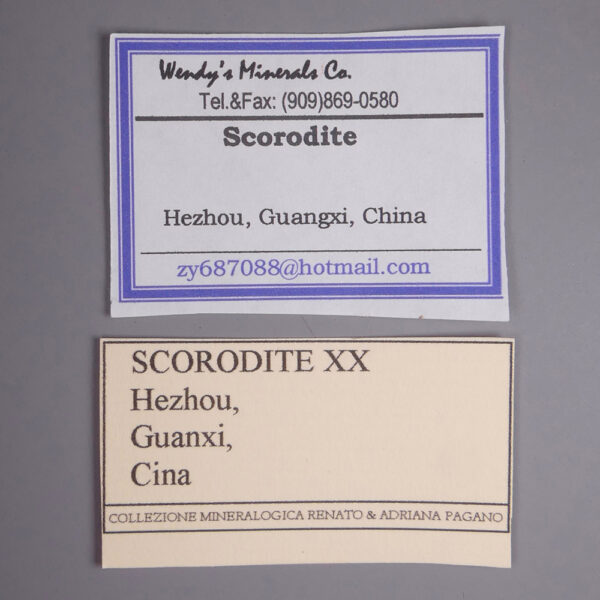 Wendy's Minerals Co.
Tel.&Fax: (909)869-0580
Scorodite
Hezhou, Guangxi, China
zy687088@hotmail.com
SCORODITE XX
Hezhou,
Guanxi,
Cina
COLLEZIONE MINERALOGICA RENATO & ADRIANA PAGANO